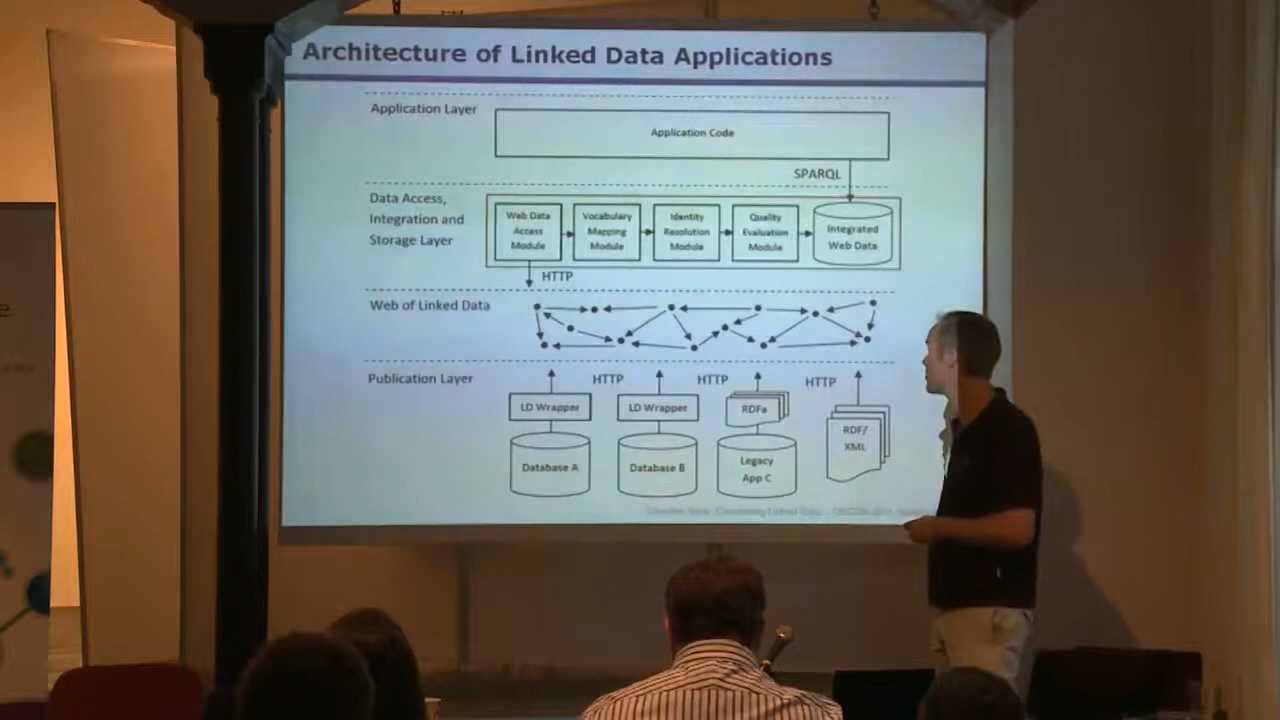 Architecture of Linked Data Applications
Application Layer
Application Code
SPARQL
Data Access,
Integration and
Storage Layer
Web Data
Access
Module
Vocabulary
Mapping
Module
Identity
Resolution
Module
Quality
Evaluation
Module
Integrated
Web Data
HTTP
Web of Linked Data
Publication Layer
HTTP
HTTP
HTTP
LD Wrapper
LD Wrapper
RDFa
RDF/
XML
Database A
Database B
Legacy
App C
e